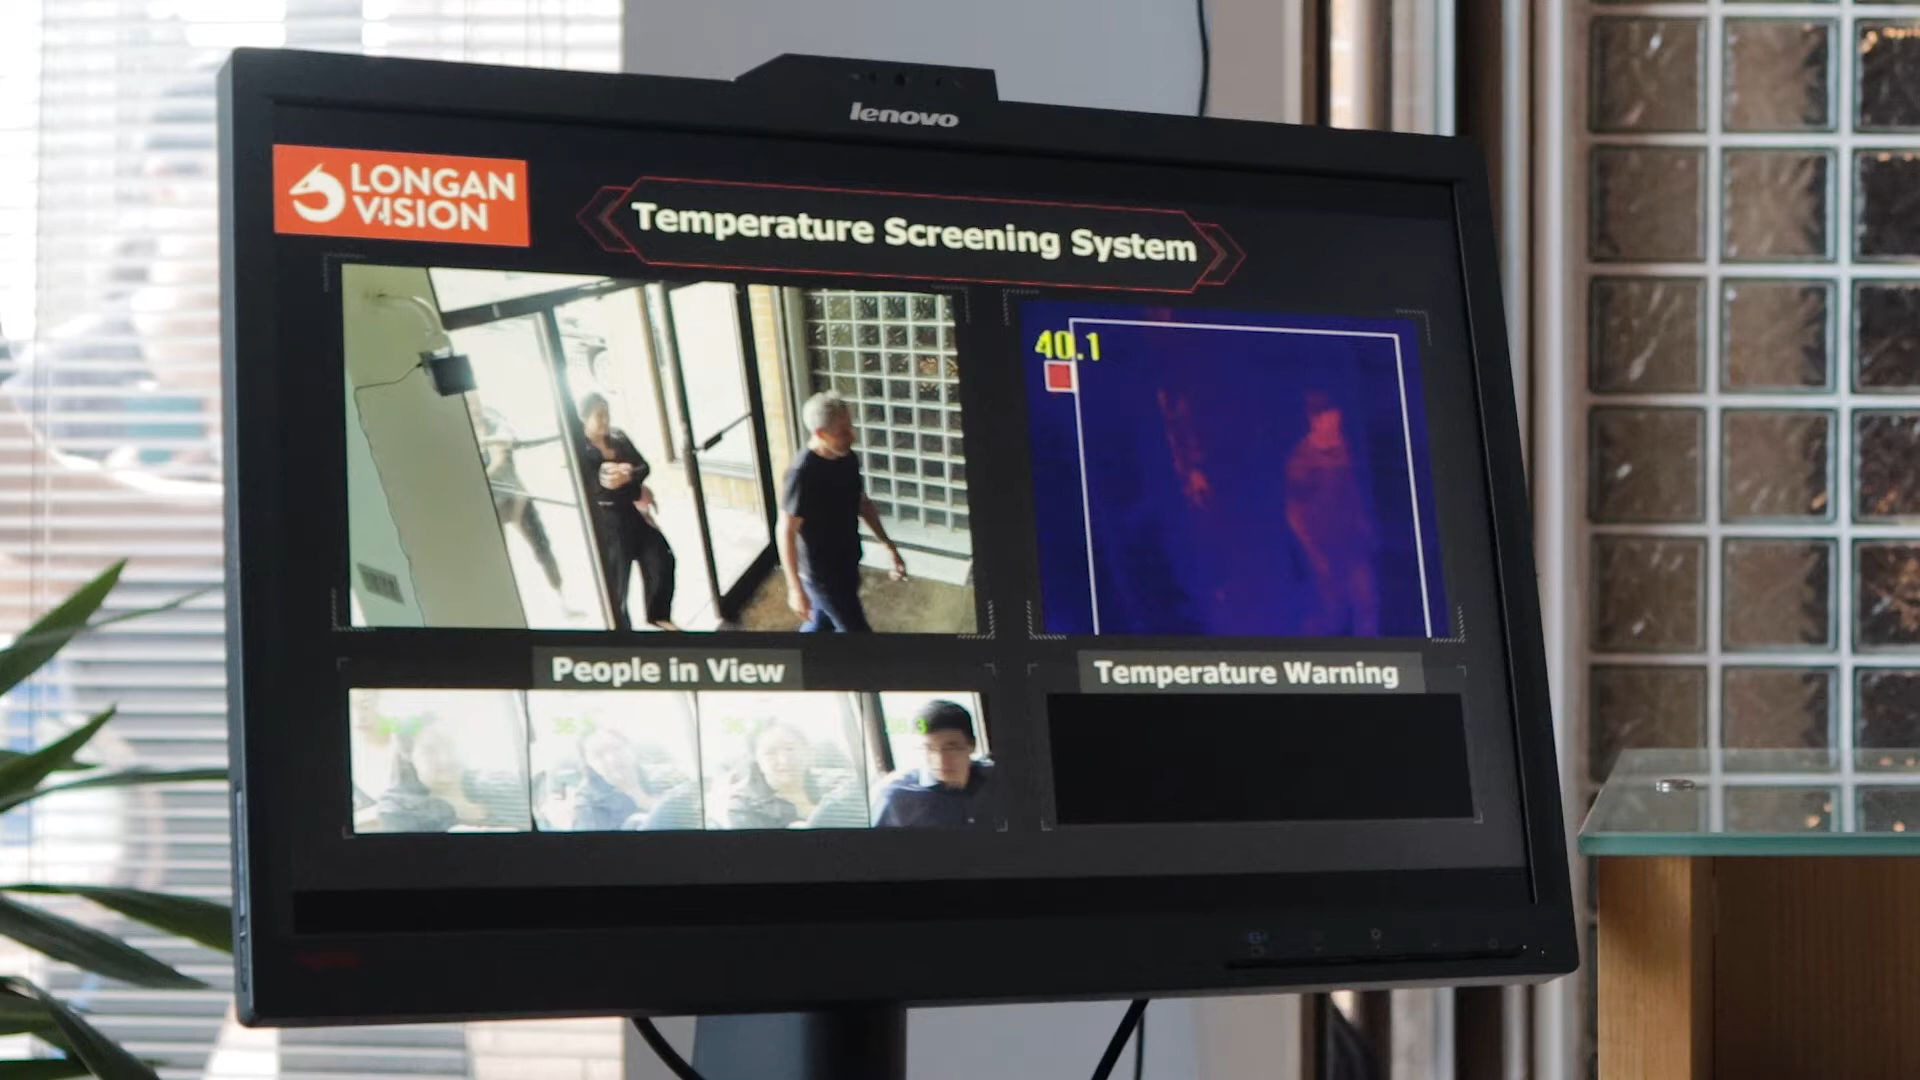 lenovo
LONGAN
VISION
Temperature Screening System
40.1
People in View
Temperature Warning